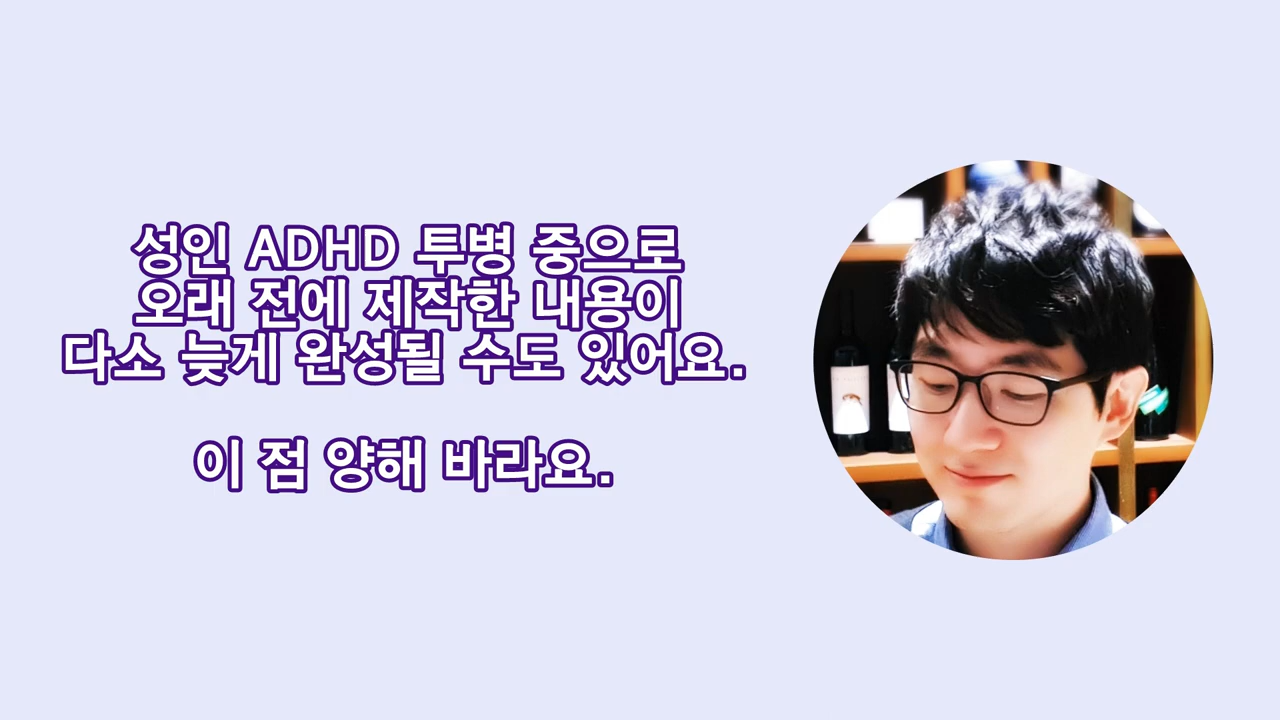 성인 ADHD 투병 중으로
오래 전에 제작한 내용이
다소 늦게 완성될 수도 있어요.
이 점 양해 바라요.